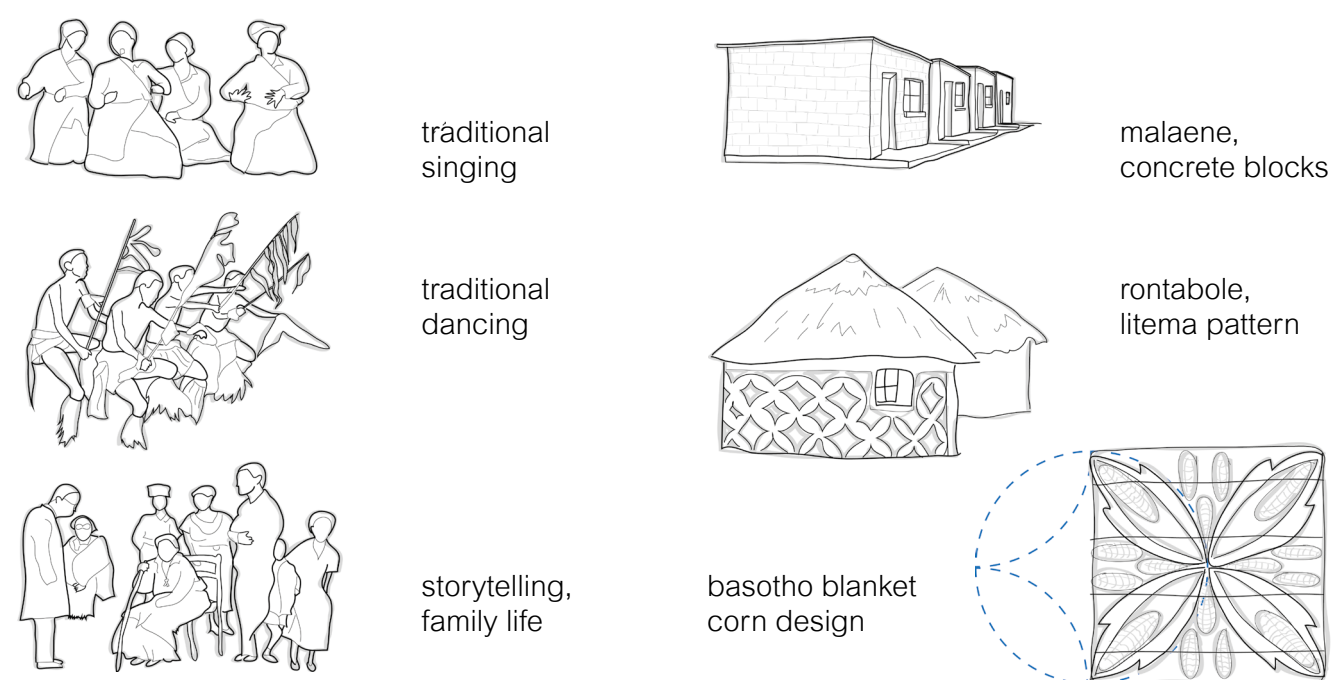 traditional
singing
traditional
dancing
storytelling,
family life
malaene,
concrete blocks
rontabole,
litema pattern
basotho blanket
corn design